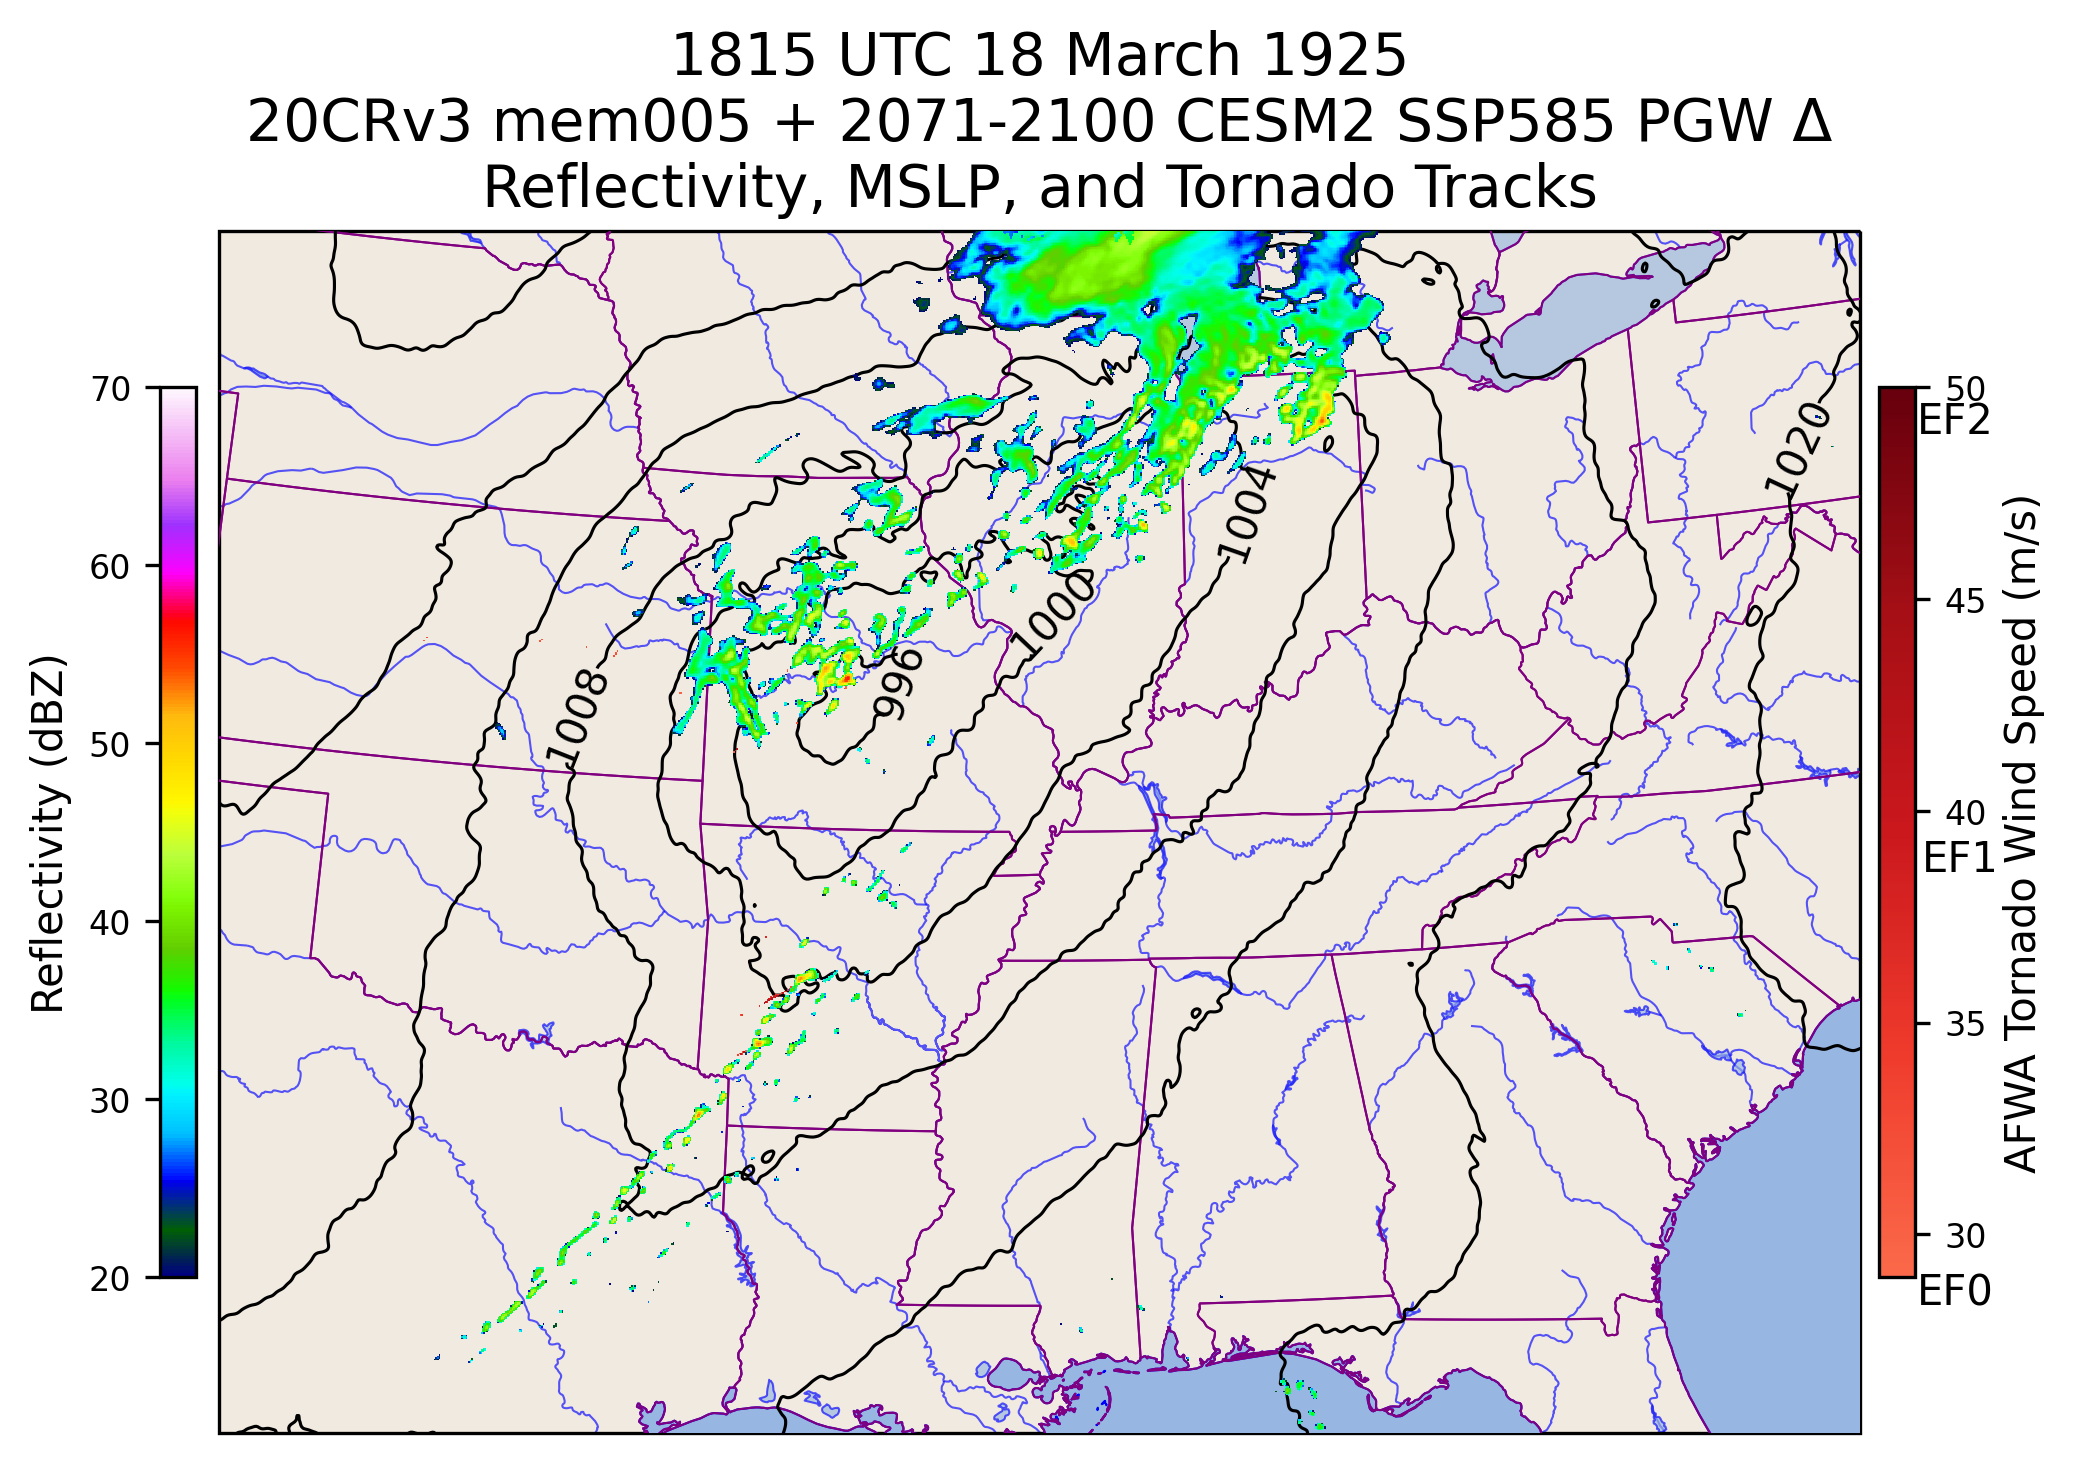 1815 UTC 18 March 1925
20CRv3 mem005 + 2071-2100 CESM2 SSP585 PGW Δ
Reflectivity, MSLP, and Tornado Tracks
Reflectivity (dBZ)
70
60
50
40
30
20
1020
1004
1000
996
1008
50
EF2
45
40
EF1
35
30
EF0
AFWA Tornado Wind Speed (m/s)